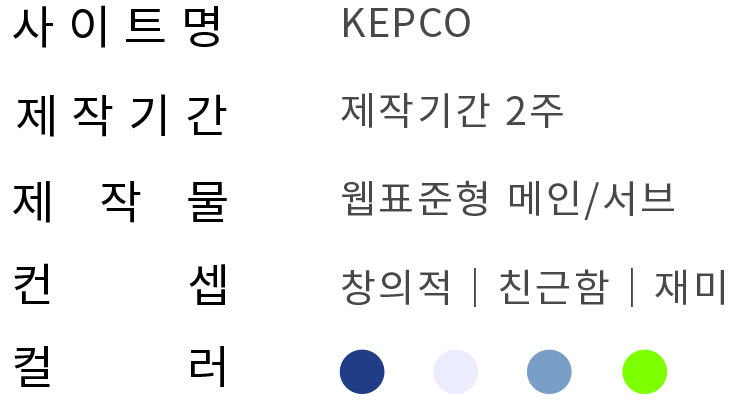 사이트명 KEPCO
제작기간 제작기간 2주
제작물 웹표준형 메인/서브
컨셉 창의적 | 친근함 | 재미
컬러